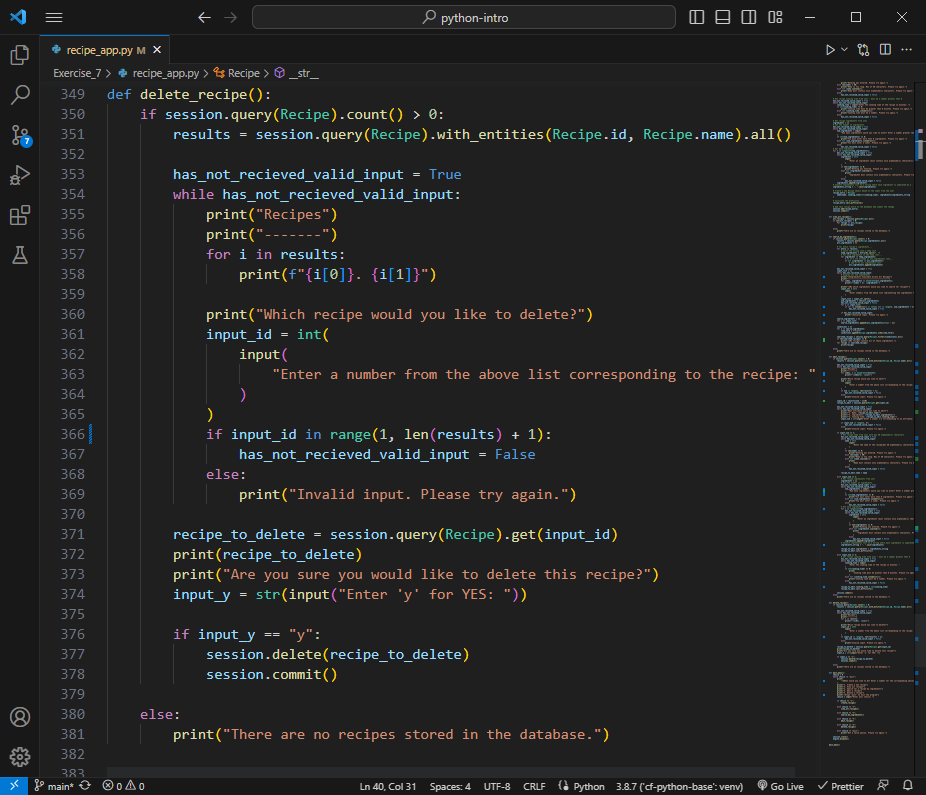 python-intro
recipe_app.py M
Exercise_7 > recipe_app.py > Recipe > __str__
349 def delete_recipe():
350     if session.query(Recipe).count() > 0:
351         results = session.query(Recipe).with_entities(Recipe.id, Recipe.name).all()
352
353         has_not_recieved_valid_input = True
354         while has_not_recieved_valid_input:
355             print("Recipes")
356             print("-------")
357             for i in results:
358                 print(f"{i[0]}. {i[1]}")
359
360             print("Which recipe would you like to delete?")
361             input_id = int(
362                 input(
363                     "Enter a number from the above list corresponding to the recipe: "
364                 )
365             )
366             if input_id in range(1, len(results) + 1):
367                 has_not_recieved_valid_input = False
368             else:
369                 print("Invalid input. Please try again.")
370
371         recipe_to_delete = session.query(Recipe).get(input_id)
372         print(recipe_to_delete)
373         print("Are you sure you would like to delete this recipe?")
374         input_y = str(input("Enter 'y' for YES: "))
375
376         if input_y == "y":
377             session.delete(recipe_to_delete)
378             session.commit()
379
380     else:
381         print("There are no recipes stored in the database.")
382
383
7
main* 0 0 Ln 40, Col 31 Spaces: 4 UTF-8 CRLF Python 3.8.7 ('cf-python-base': venv) Go Live Prettier